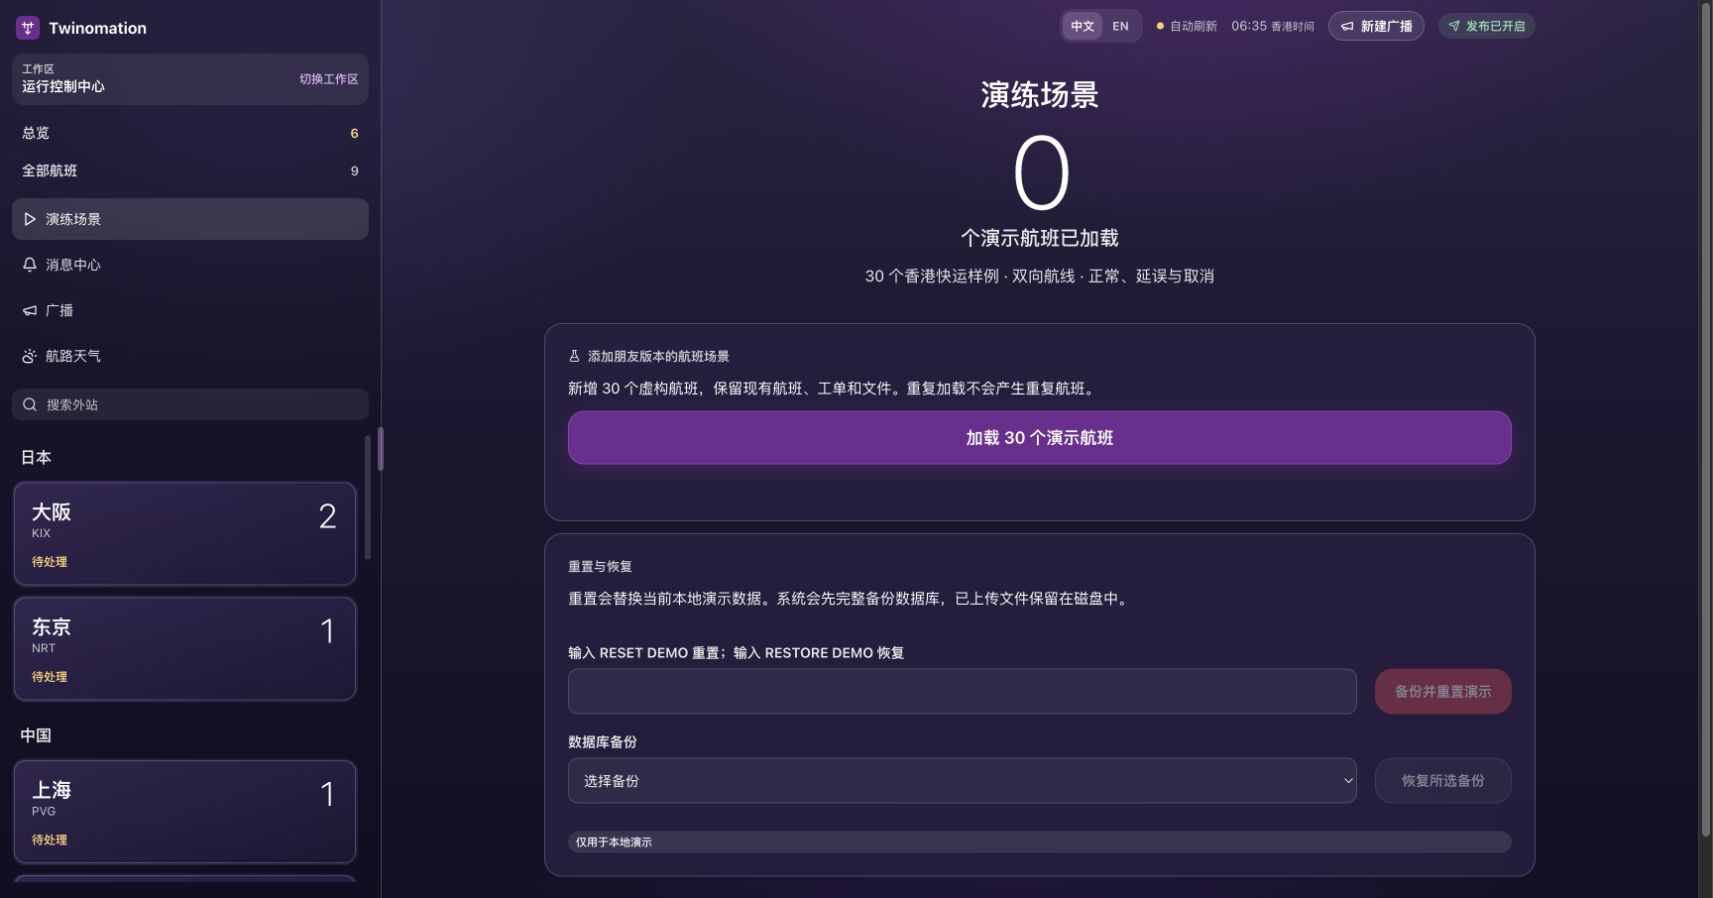 Twinomation
工作区
运行控制中心
切换工作区
总览
6
全部航班
9
演练场景
消息中心
广播
航路天气
搜索外站
日本
大阪
2
KIX
待处理
东京
1
NRT
待处理
中国
上海
1
PVG
待处理
中文
EN
自动刷新
06:35 香港时间
新建广播
发布已开启
演练场景
0
个演示航班已加载
30 个香港快运样例 · 双向航线 · 正常、延误与取消
添加朋友版本的航班场景
新增 30 个虚构航班，保留现有航班、工单和文件。重复加载不会产生重复航班。
加载 30 个演示航班
重置与恢复
重置会替换当前本地演示数据。系统会先完整备份数据库，已上传文件保留在磁盘中。
输入 RESET DEMO 重置；输入 RESTORE DEMO 恢复
备份并重置演示
数据库备份
选择备份
恢复所选备份
仅用于本地演示